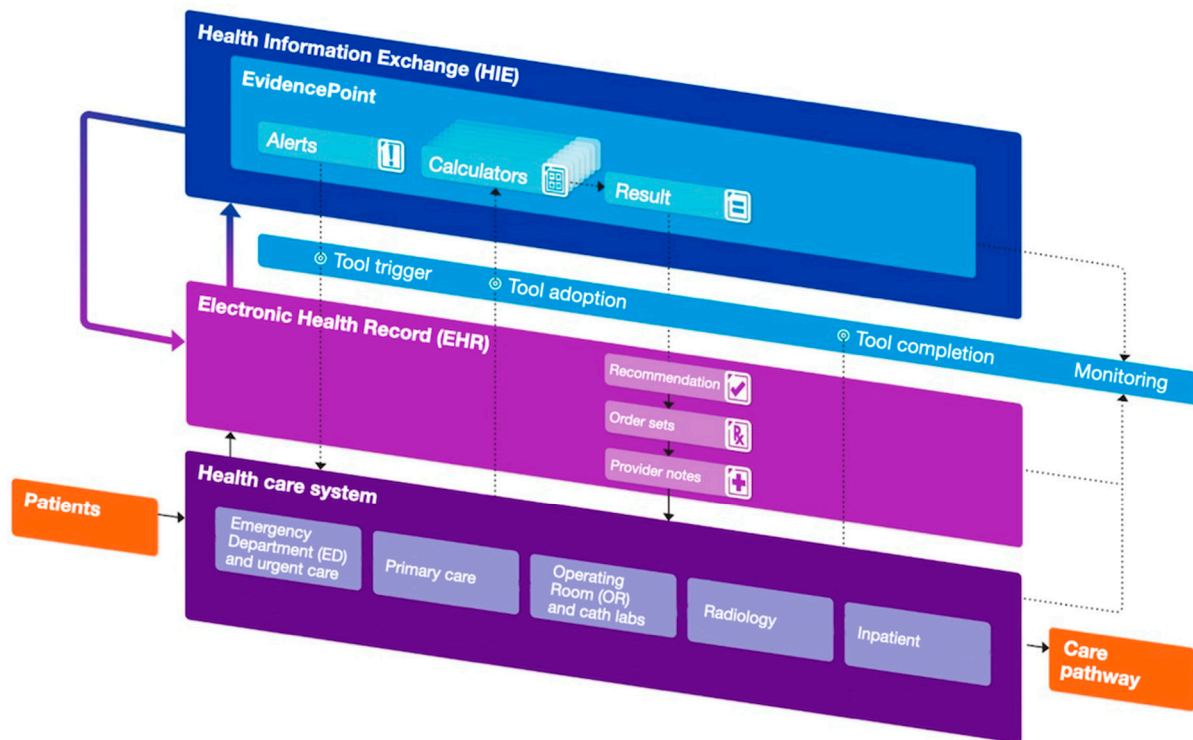 Health Information Exchange (HIE)
EvidencePoint
Alerts
Calculators
Result
Tool trigger
Tool adoption
Tool completion
Monitoring
Electronic Health Record (EHR)
Recommendation
Order sets
Rx
Provider notes
Health care system
Patients
Emergency
Department (ED)
and urgent care
Primary care
Operating
Room (OR)
and cath labs
Radiology
Inpatient
Care
pathway